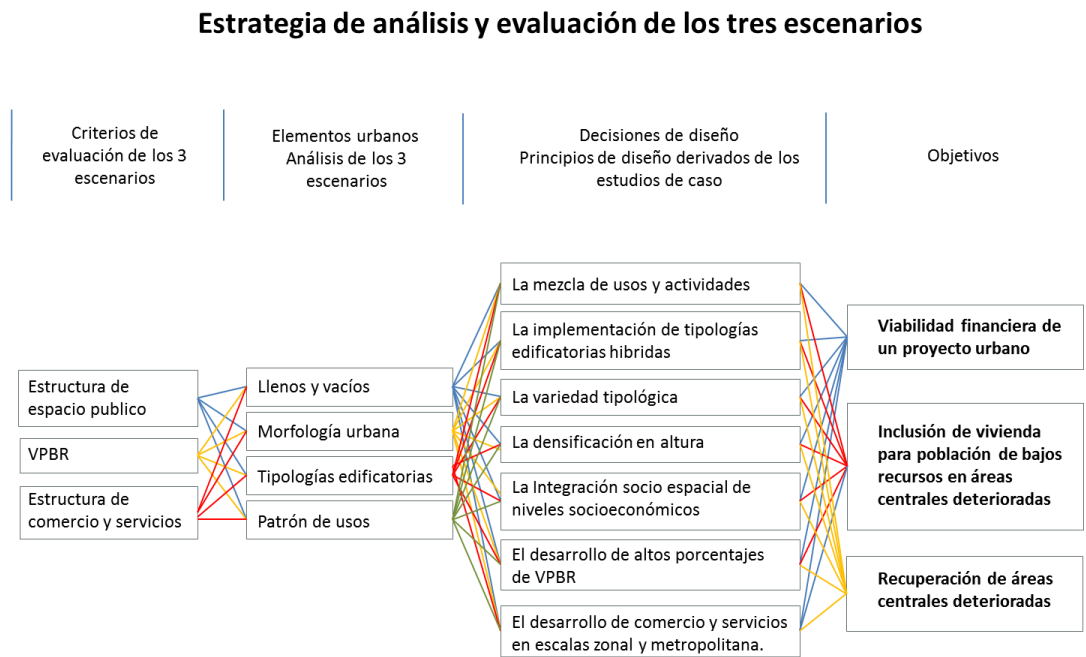 Estrategia de análisis y evaluación de los tres escenarios
Criterios de
evaluación de los 3
escenarios
Elementos urbanos
Análisis de los 3
escenarios
Decisiones de diseño
Principios de diseño derivados de los
estudios de caso
Objetivos
Estructura de
espacio publico
VPBR
Estructura de
comercio y servicios
Llenos y vacíos
Morfología urbana
Tipologías edificatorias
Patrón de usos
La mezcla de usos y actividades
La implementación de tipologías
edificatorias hibridas
La variedad tipológica
La densificación en altura
La Integración socio espacial de
niveles socioeconómicos
El desarrollo de altos porcentajes
de VPBR
El desarrollo de comercio y servicios
en escalas zonal y metropolitana.
Viabilidad financiera de
un proyecto urbano
Inclusión de vivienda
para población de bajos
recursos en áreas
centrales deterioradas
Recuperación de áreas
centrales deterioradas